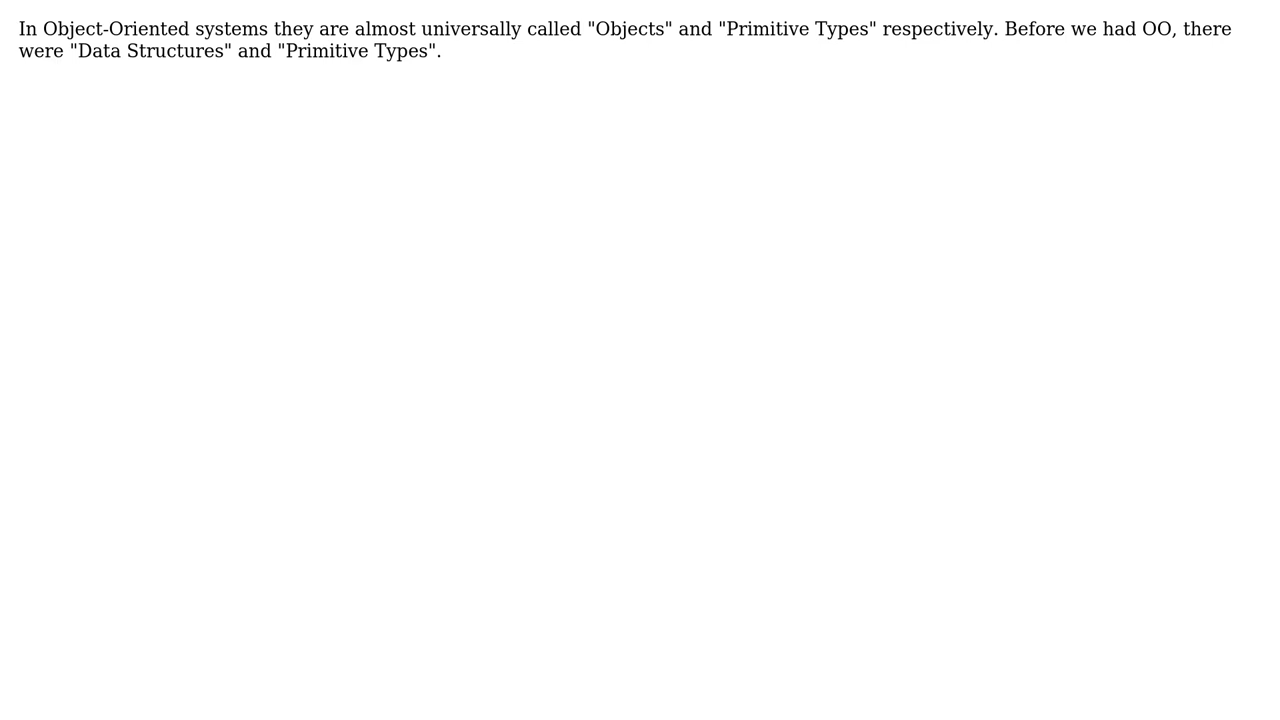 In Object-Oriented systems they are almost universally called "Objects" and "Primitive Types" respectively. Before we had OO, there
were "Data Structures" and "Primitive Types".